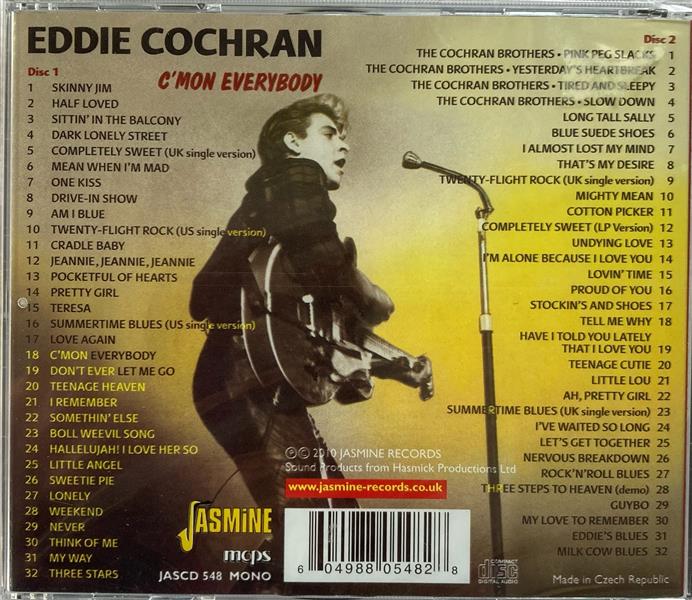 EDDIE COCHRAN
C'MON EVERYBODY
Disc 1
1 SKINNY JIM
2 HALF LOVED
3 SITTIN' IN THE BALCONY
4 DARK LONELY STREET
5 COMPLETELY SWEET (UK single version)
6 MEAN WHEN I'M MAD
7 ONE KISS
8 DRIVE-IN SHOW
9 AM I BLUE
10 TWENTY-FLIGHT ROCK (US single version)
11 CRADLE BABY
12 JEANNIE, JEANNIE, JEANNIE
13 POCKETFUL OF HEARTS
14 PRETTY GIRL
15 TERESA
16 SUMMERTIME BLUES (US single version)
17 LOVE AGAIN
18 C'MON EVERYBODY
19 DON'T EVER LET ME GO
20 TEENAGE HEAVEN
21 I REMEMBER
22 SOMETHIN' ELSE
23 BOLL WEEVIL SONG
24 HALLELUJAH! I LOVE HER SO
25 LITTLE ANGEL
26 SWEETIE PIE
27 LONELY
28 WEEKEND
29 NEVER
30 THINK OF ME
31 MY WAY
32 THREE STARS
Disc 2
THE COCHRAN BROTHERS • PINK PEG SLACKS 1
THE COCHRAN BROTHERS • YESTERDAY'S HEARTBREAK 2
THE COCHRAN BROTHERS • TIRED AND SLEEPY 3
THE COCHRAN BROTHERS • SLOW DOWN 4
LONG TALL SALLY 5
BLUE SUEDE SHOES 6
I ALMOST LOST MY MIND 7
THAT'S MY DESIRE 8
TWENTY-FLIGHT ROCK (UK single version) 9
MIGHTY MEAN 10
COTTON PICKER 11
COMPLETELY SWEET (LP Version) 12
UNDYING LOVE 13
I'M ALONE BECAUSE I LOVE YOU 14
LOVIN' TIME 15
PROUD OF YOU 16
STOCKIN'S AND SHOES 17
TELL ME WHY 18
HAVE I TOLD YOU LATELY
THAT I LOVE YOU 19
TEENAGE CUTIE 20
LITTLE LOU 21
AH, PRETTY GIRL 22
SUMMERTIME BLUES (UK single version) 23
I'VE WAITED SO LONG 24
LET'S GET TOGETHER 25
NERVOUS BREAKDOWN 26
ROCK'N'ROLL BLUES 27
THREE STEPS TO HEAVEN (demo) 28
GUYBO 29
MY LOVE TO REMEMBER 30
EDDIE'S BLUES 31
MILK COW BLUES 32
℗© 2010 JASMINE RECORDS
Sound Products from Hasmick Productions Ltd
www.jasmine-records.co.uk
JASMINE
mcps
JASCD 548 MONO
6 04988 05482 8
COMPACT
disc
DIGITAL AUDIO
Made in Czech Republic